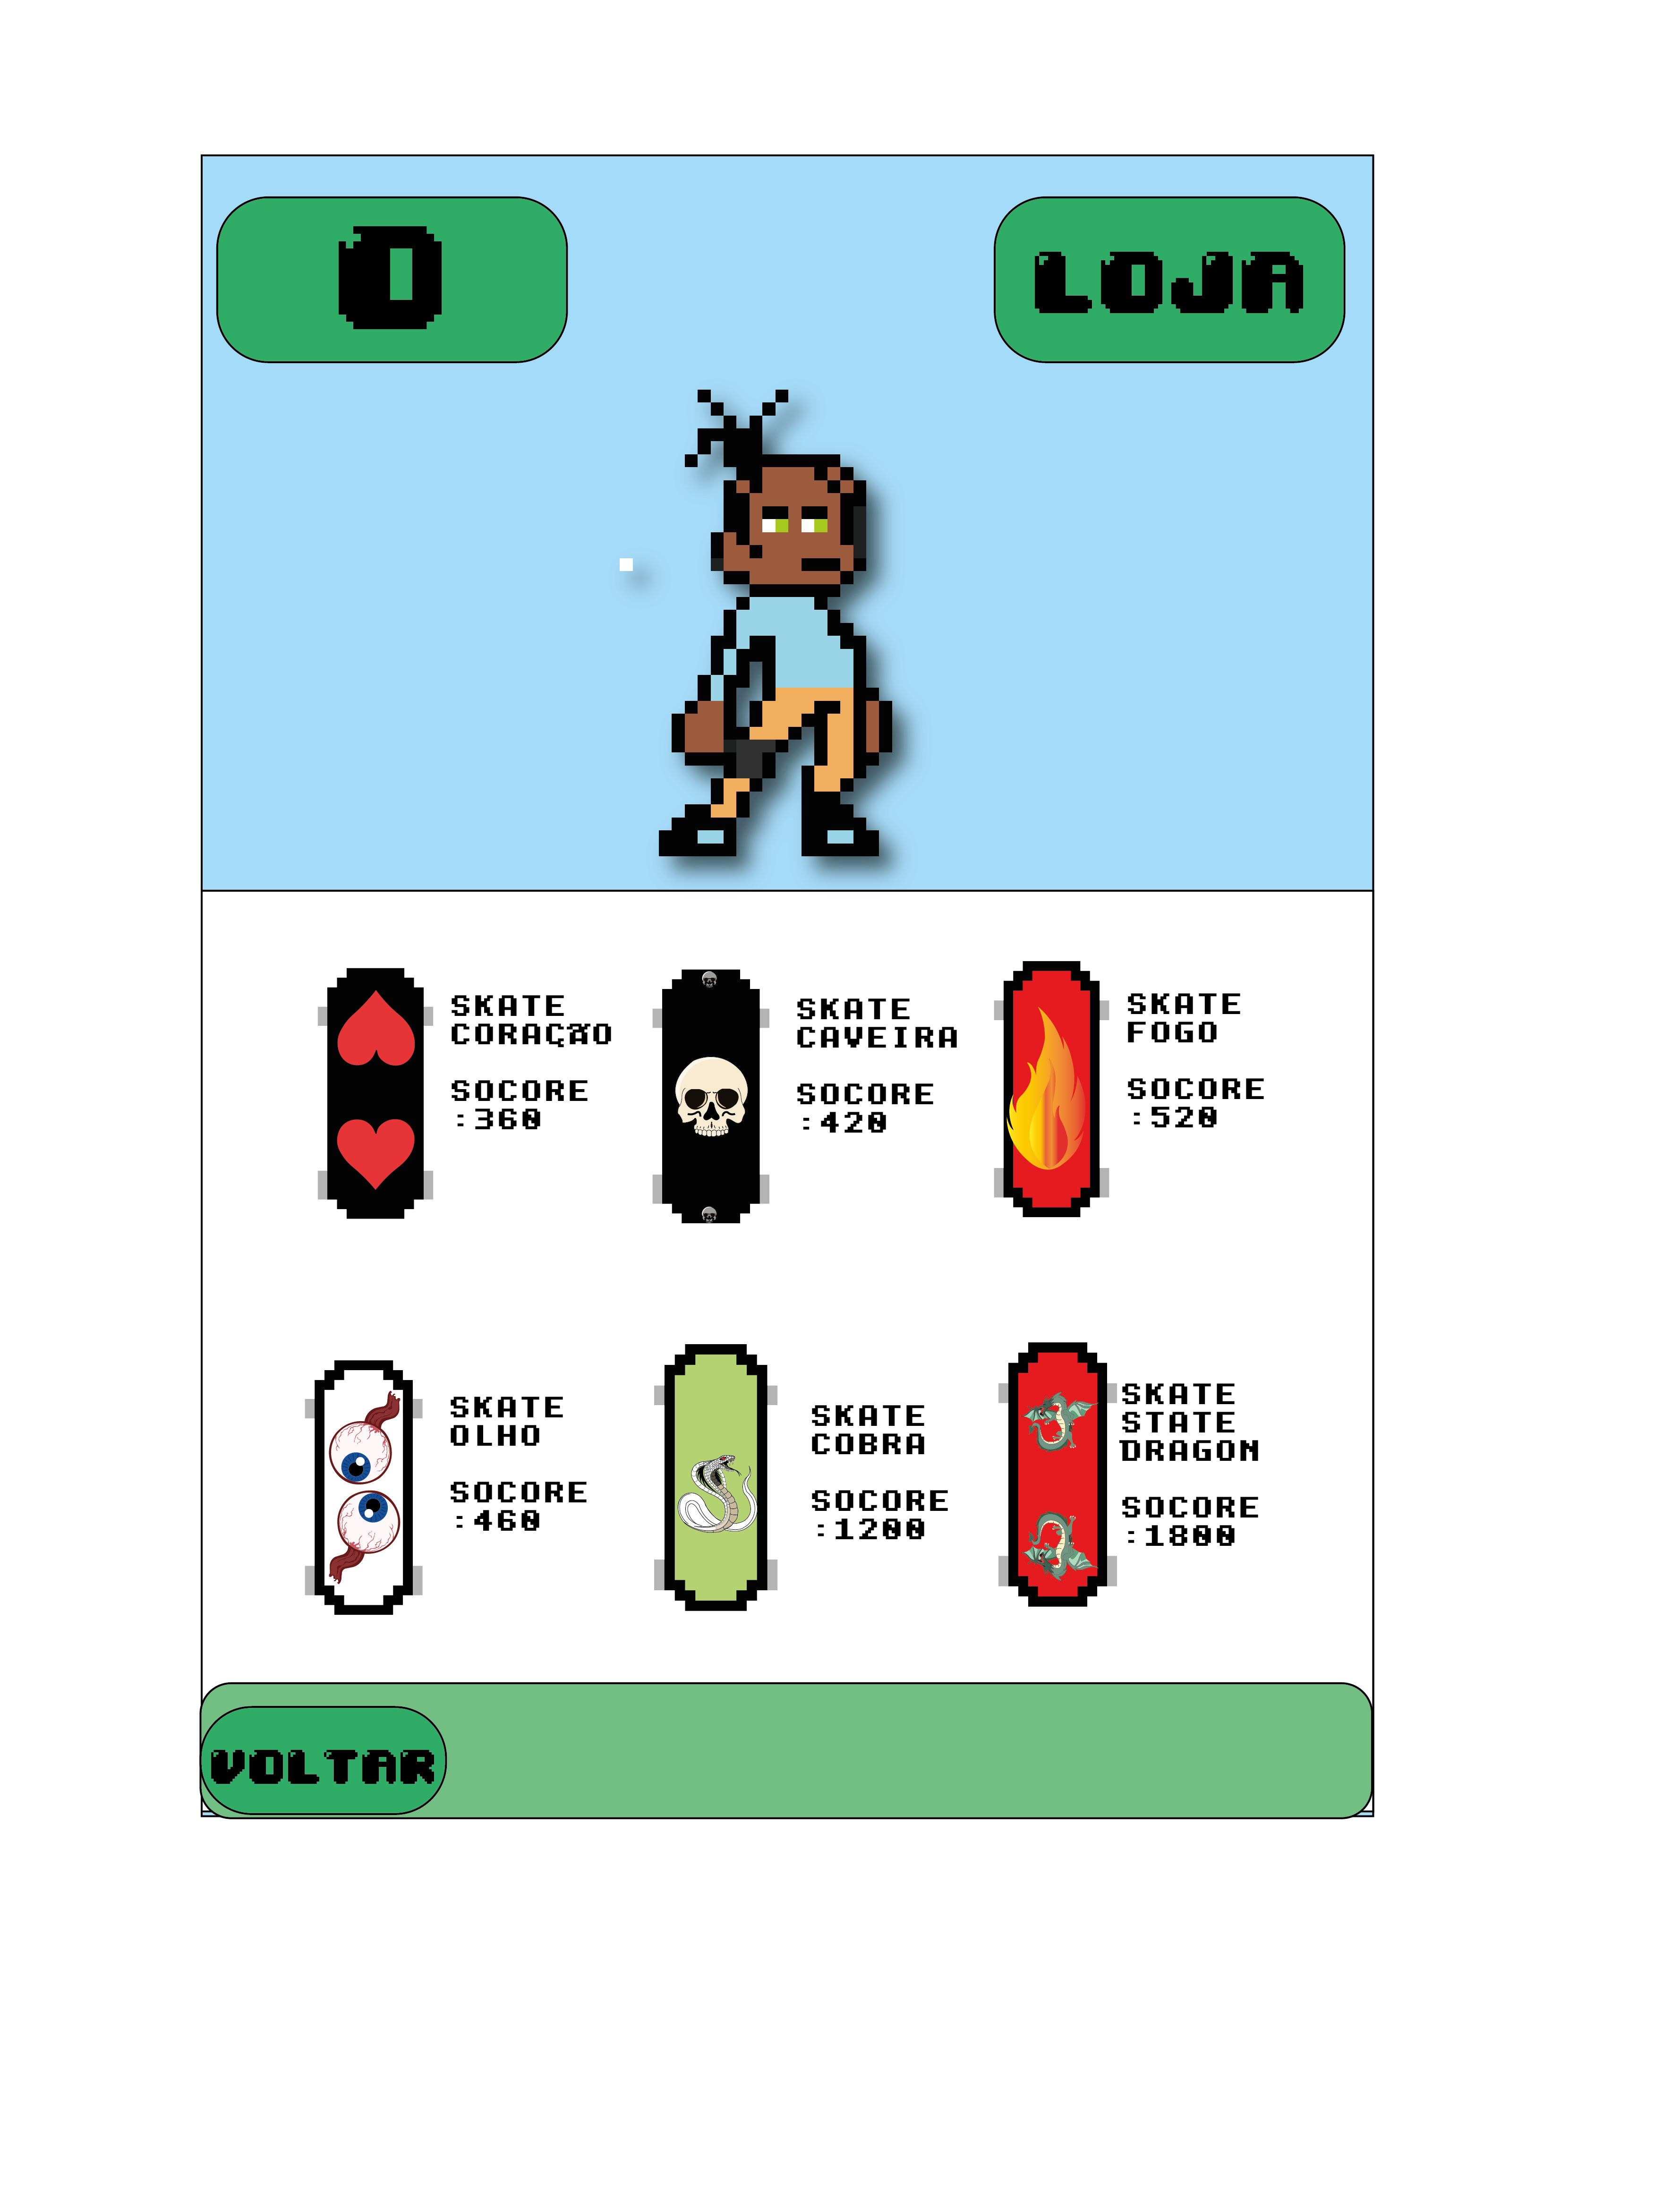 0
LOJA
SKATE
CORAÇãO
SOCORE
:360
SKATE
CAVEIRA
SOCORE
:420
SKATE
FOGO
SOCORE
:520
SKATE
OLHO
SOCORE
:460
SKATE
COBRA
SOCORE
:1200
SKATE
STATE
DRAGON
SOCORE
:1800
VOLTAR